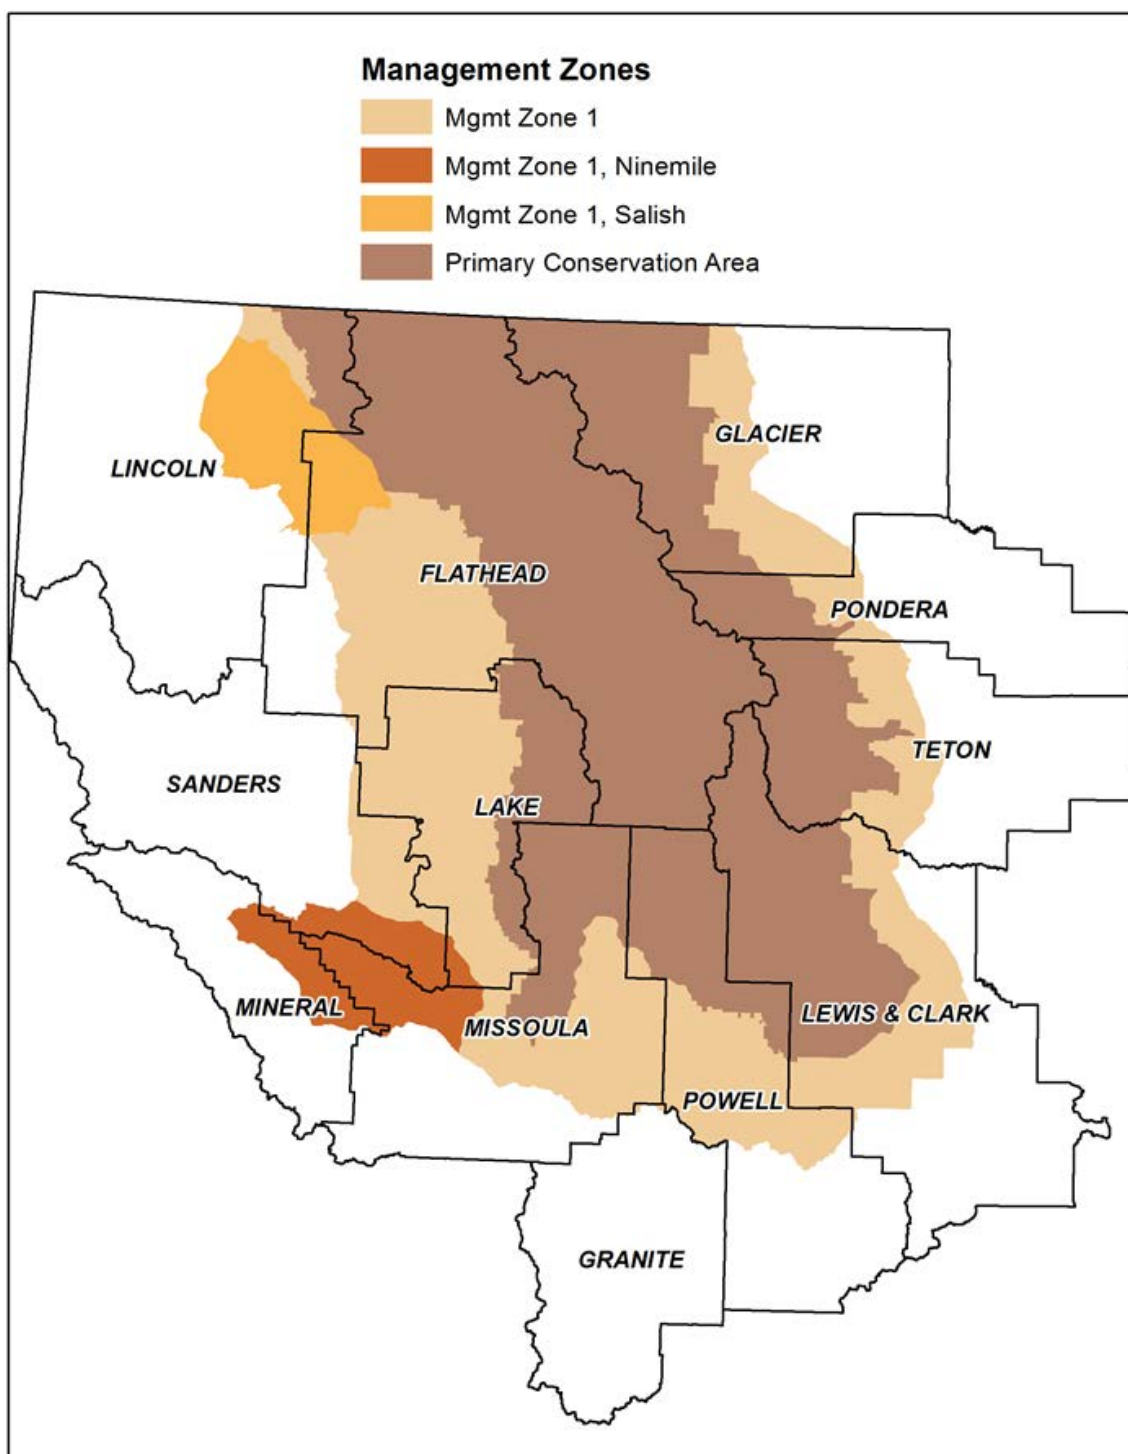 Management Zones
Mgmt Zone 1
Mgmt Zone 1, Ninemile
Mgmt Zone 1, Salish
Primary Conservation Area
GLACIER
LINCOLN
FLATHEAD
PONDERA
TETON
SANDERS
LAKE
MINERAL
MISSOULA
LEWIS & CLARK
POWELL
GRANITE